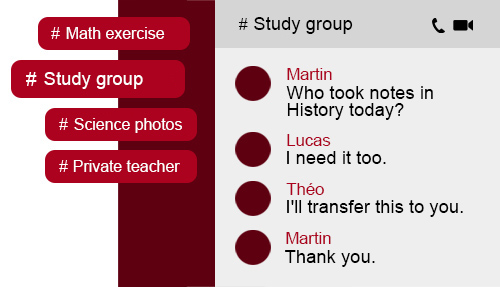 # Math exercise
# Study group
# Science photos
# Private teacher
# Study group
Martin
Who took notes in
History today?
Lucas
I need it too.
Théo
I'll transfer this to you.
Martin
Thank you.